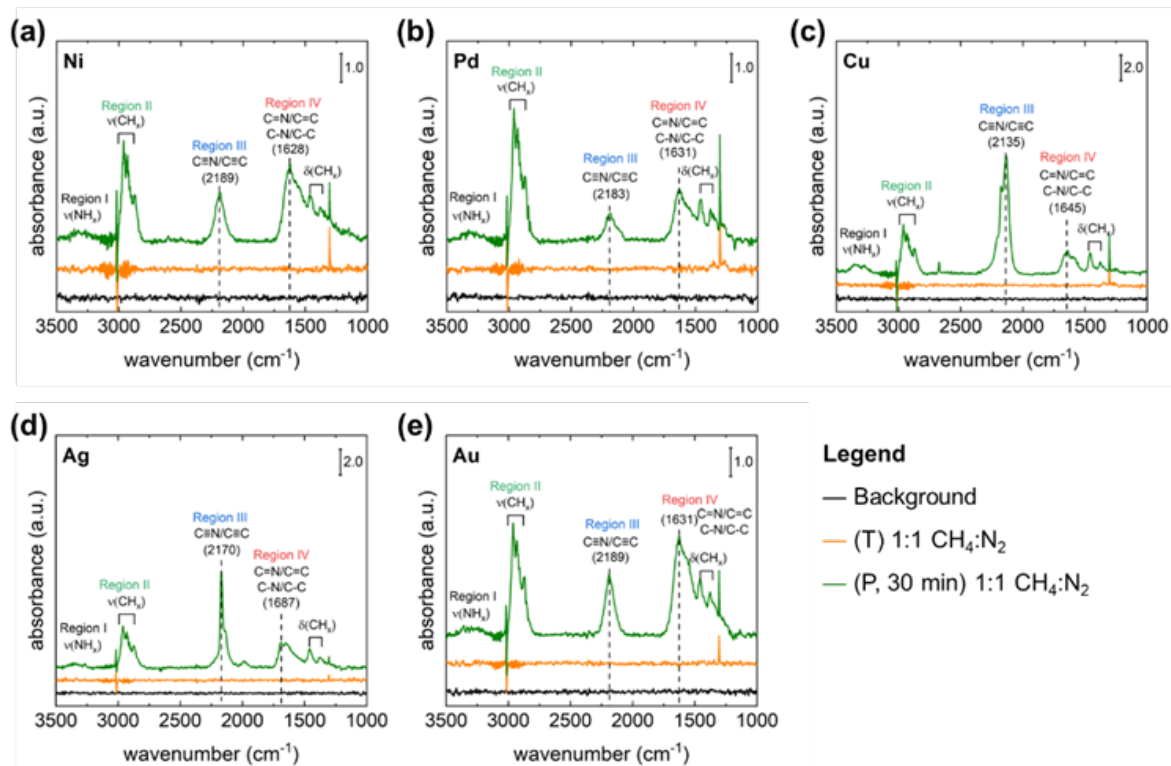 (a)
Ni
1.0
Region II
ν(CHₓ)
Region IV
C=N/C=C
C-N/C-C
(1628)
Region III
C≡N/C≡C
(2189)
δ(CHₓ)
Region I
ν(NHₓ)
absorbance (a.u.)
3500 3000 2500 2000 1500 1000
wavenumber (cm⁻¹)
(b)
Pd
1.0
Region II
ν(CHₓ)
Region IV
C=N/C=C
C-N/C-C
(1631)
Region III
C≡N/C≡C
(2183)
δ(CHₓ)
Region I
ν(NHₓ)
absorbance (a.u.)
3500 3000 2500 2000 1500 1000
wavenumber (cm⁻¹)
(c)
Cu
2.0
Region III
C≡N/C≡C
(2135)
Region IV
C=N/C=C
C-N/C-C
(1645)
Region II
ν(CHₓ)
δ(CHₓ)
Region I
ν(NHₓ)
absorbance (a.u.)
3500 3000 2500 2000 1500 1000
wavenumber (cm⁻¹)
(d)
Ag
2.0
Region III
C≡N/C≡C
(2170)
Region IV
C=N/C=C
C-N/C-C
(1687)
Region II
ν(CHₓ)
δ(CHₓ)
Region I
ν(NHₓ)
absorbance (a.u.)
3500 3000 2500 2000 1500 1000
wavenumber (cm⁻¹)
(e)
Au
1.0
Region II
ν(CHₓ)
Region IV
(1631)
C=N/C=C
C-N/C-C
Region III
C≡N/C≡C
(2189)
δ(CHₓ)
Region I
ν(NHₓ)
absorbance (a.u.)
3500 3000 2500 2000 1500 1000
wavenumber (cm⁻¹)
Legend
Background
(T) 1:1 CH₄:N₂
(P, 30 min) 1:1 CH₄:N₂